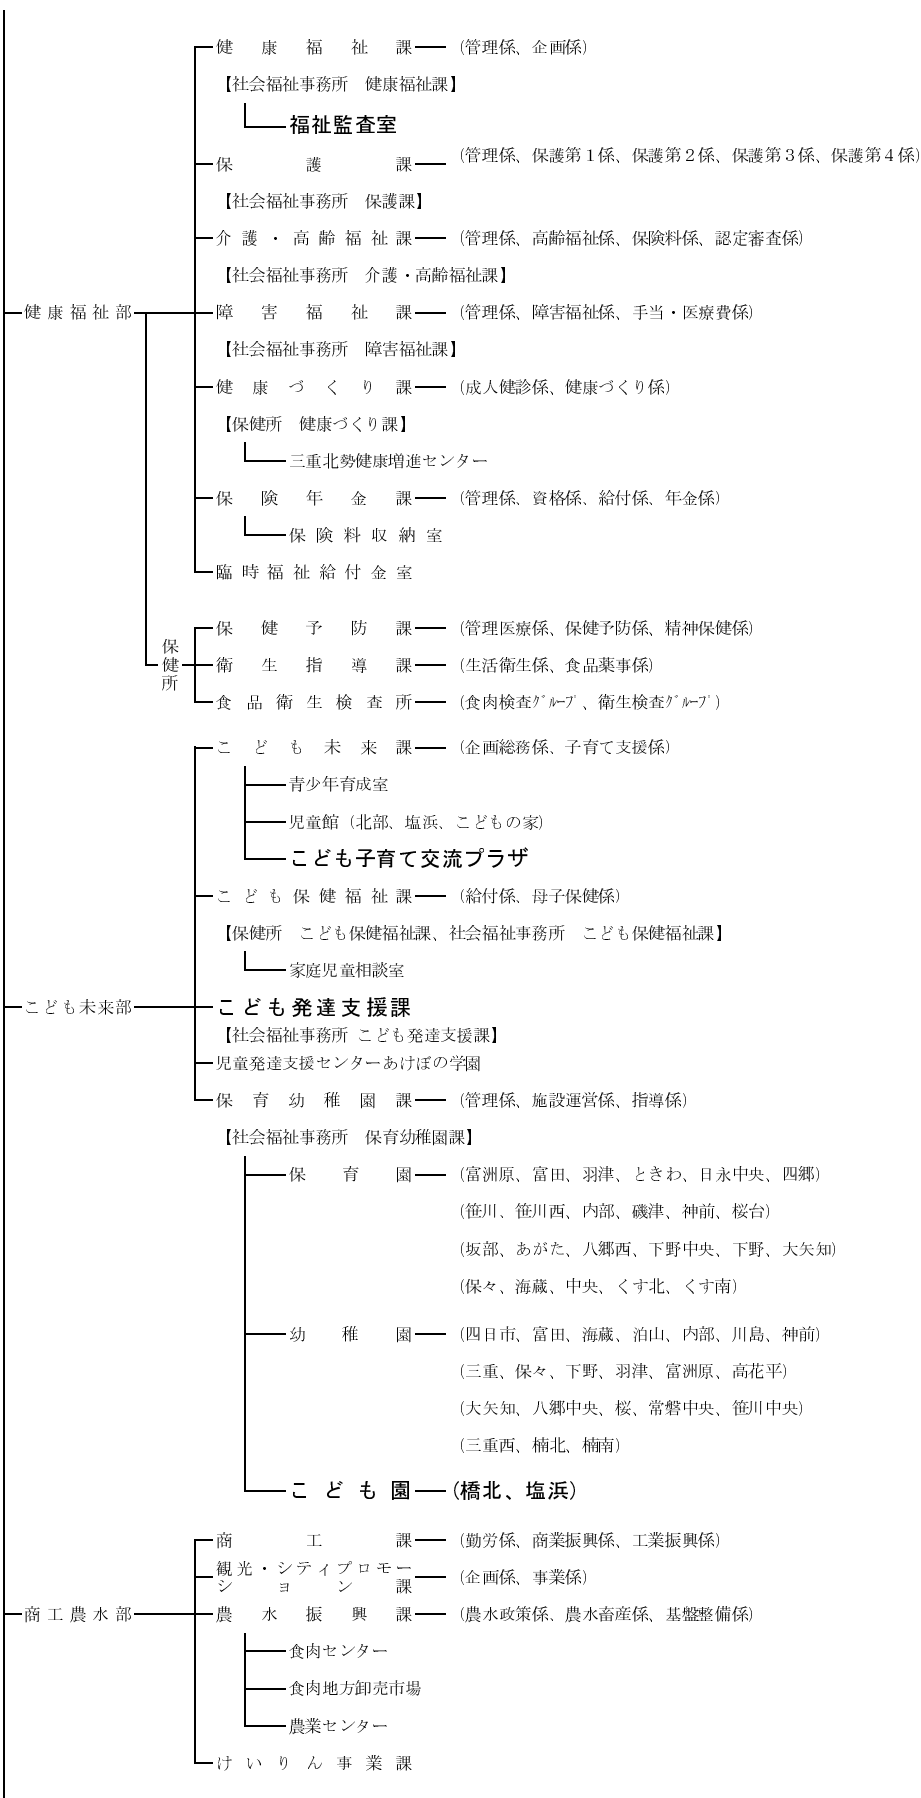 健康福祉課 (管理係、企画係)
【社会福祉事務所 健康福祉課】
福祉監査室
保護課 (管理係、保護第１係、保護第２係、保護第３係、保護第４係)
【社会福祉事務所 保護課】
介護・高齢福祉課 (管理係、高齢福祉係、保険料係、認定審査係)
【社会福祉事務所 介護・高齢福祉課】
健康福祉部 障害福祉課 (管理係、障害福祉係、手当・医療費係)
【社会福祉事務所 障害福祉課】
健康づくり課 (成人健診係、健康づくり係)
【保健所 健康づくり課】
三重北勢健康増進センター
保険年金課 (管理係、資格係、給付係、年金係)
保険料収納室
臨時福祉給付金室
保健予防課 (管理医療係、保健予防係、精神保健係)
保健所 衛生指導課 (生活衛生係、食品薬事係)
食品衛生検査所 (食肉検査ｸﾞﾙｰﾌﾟ、衛生検査ｸﾞﾙｰﾌﾟ)
こども未来課 (企画総務係、子育て支援係)
青少年育成室
児童館（北部、塩浜、こどもの家）
こども子育て交流プラザ
こども保健福祉課 (給付係、母子保健係)
【保健所 こども保健福祉課、社会福祉事務所 こども保健福祉課】
家庭児童相談室
こども未来部 こども発達支援課
【社会福祉事務所 こども発達支援課】
児童発達支援センターあけぼの学園
保育幼稚園課 (管理係、施設運営係、指導係)
【社会福祉事務所 保育幼稚園課】
保育園 (富洲原、富田、羽津、ときわ、日永中央、四郷)
(笹川、笹川西、内部、磯津、神前、桜台)
(坂部、あがた、八郷西、下野中央、下野、大矢知)
(保々、海蔵、中央、くす北、くす南)
幼稚園 (四日市、富田、海蔵、泊山、内部、川島、神前)
(三重、保々、下野、羽津、富洲原、高花平)
(大矢知、八郷中央、桜、常磐中央、笹川中央)
(三重西、楠北、楠南)
こども園 (橋北、塩浜)
商工課 (勤労係、商業振興係、工業振興係)
観光・シティプロモー
ション課 (企画係、事業係)
商工農水部 農水振興課 (農水政策係、農水畜産係、基盤整備係)
食肉センター
食肉地方卸売市場
農業センター
けいりん事業課